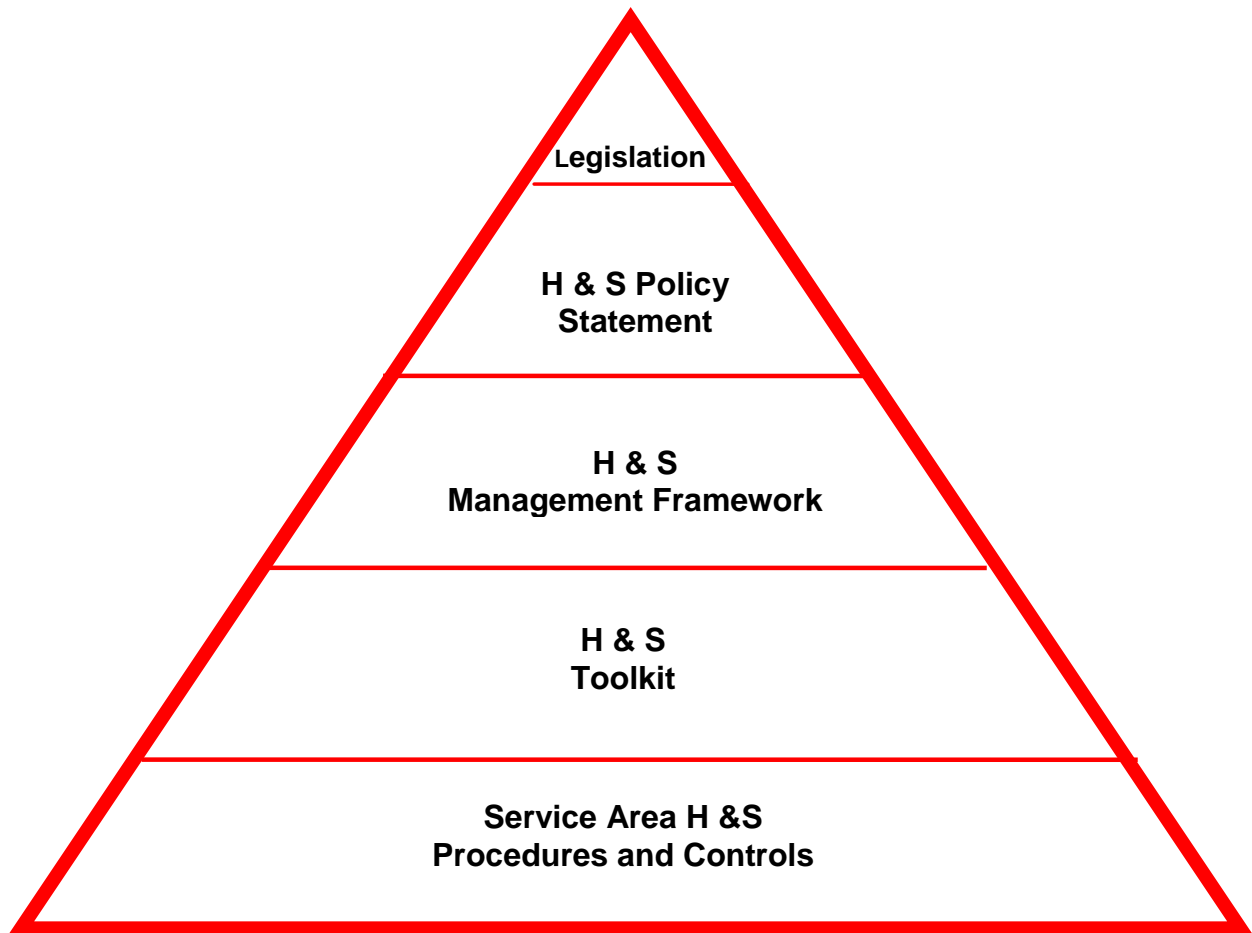 Legislation
H & S Policy
Statement
H & S
Management Framework
H & S
Toolkit
Service Area H &S
Procedures and Controls